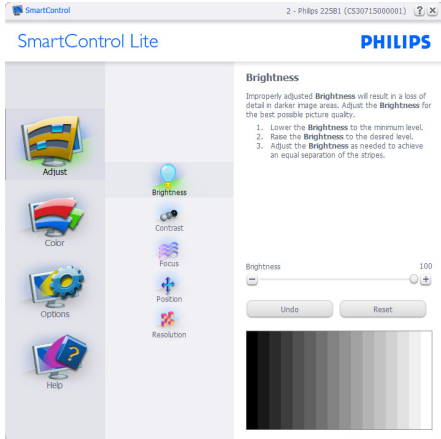 SmartControl
2 - Philips 225B1 (C530715000001)
SmartControl Lite
PHILIPS
Adjust
Color
Options
Help
Brightness
Contrast
Focus
Position
Resolution
Brightness
Improperly adjusted Brightness will result in a loss of
detail in darker image areas. Adjust the Brightness for
the best possible picture quality.
1. Lower the Brightness to the minimum level.
2. Raise the Brightness to the desired level.
3. Adjust the Brightness as needed to achieve
an equal separation of the stripes.
Brightness 100
Undo
Reset